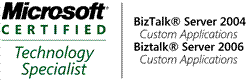 Microsoft®
CERTIFIED
Technology
Specialist
BizTalk® Server 2004
Custom Applications
Biztalk® Server 2006
Custom Applications